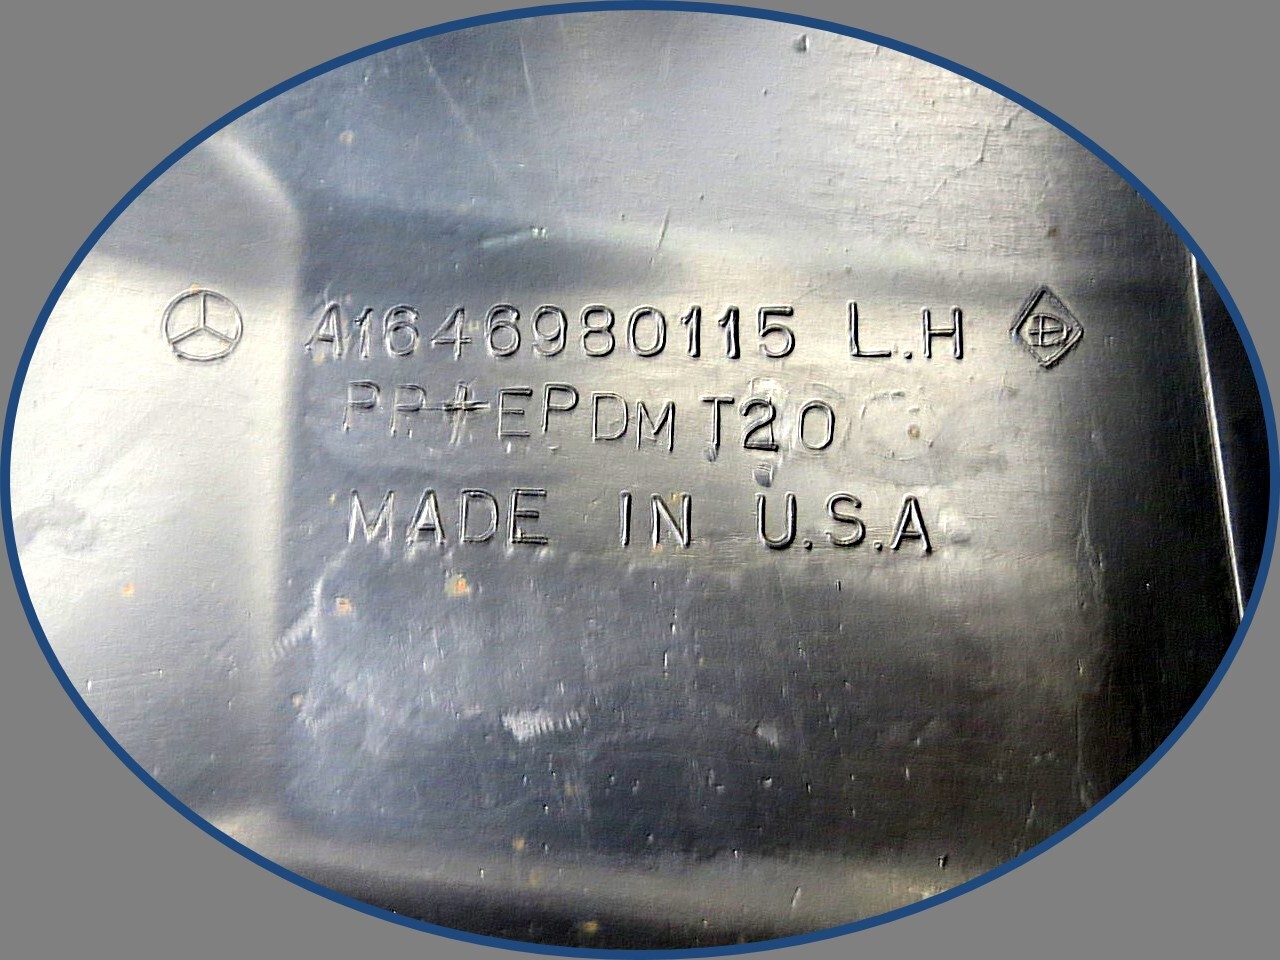 A1646980115 L.H
PP+EPDM T20
MADE IN U.S.A